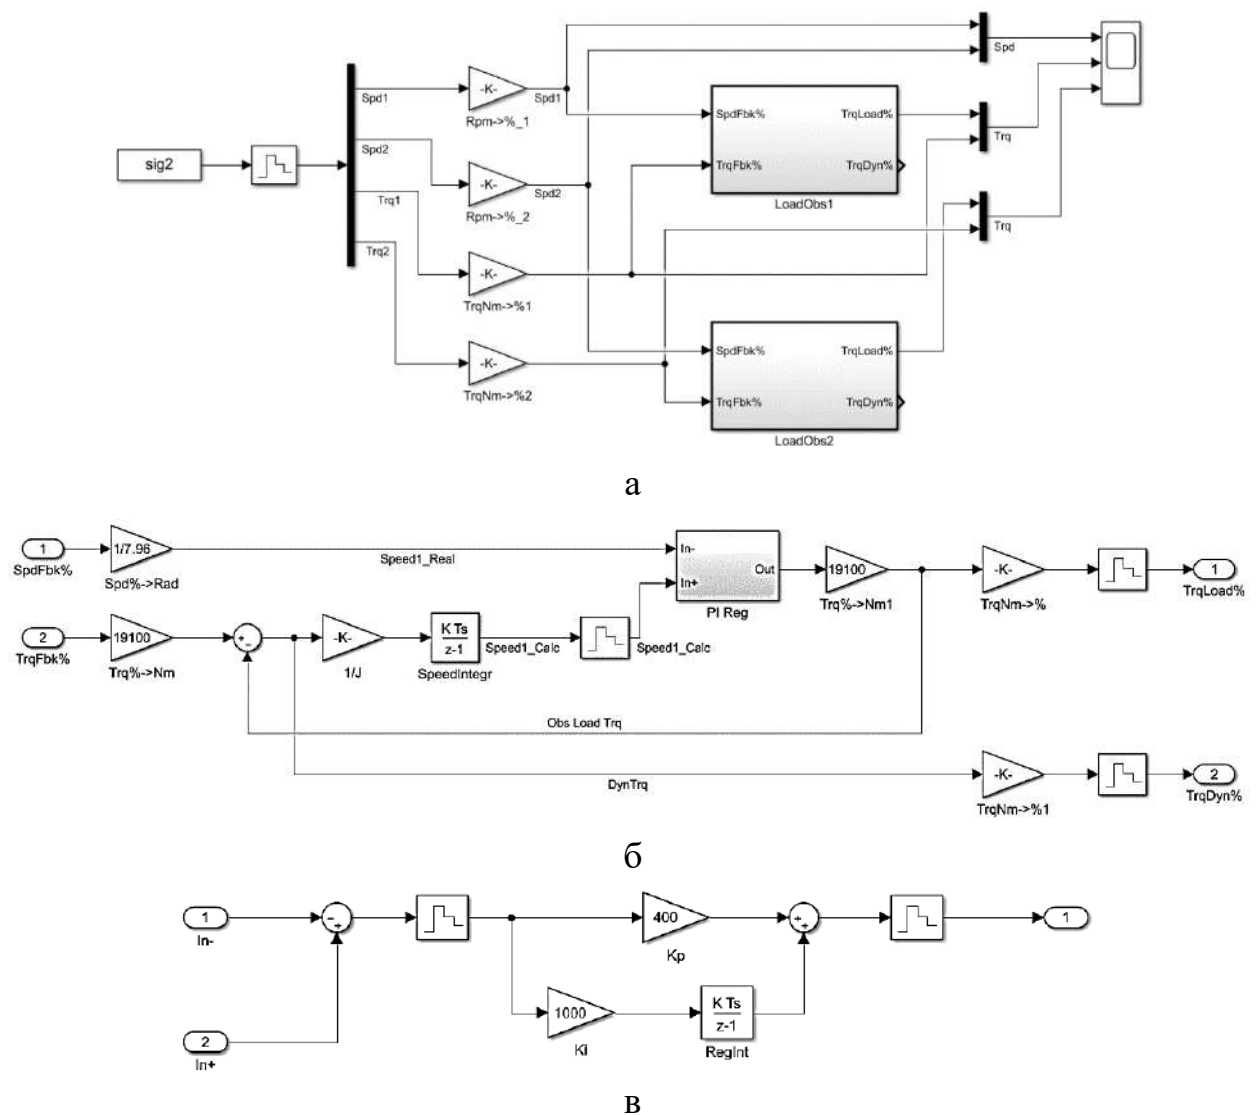 Spd
Spd1
-K-
Spd1
Rpm->%_1
SpdFbk%
TrqLoad%
Trq
Spd2
sig2
TrqFbk%
TrqDyn%
-K-
Spd2
Trq1
LoadObs1
Rpm->%_2
Trq
Trq2
-K-
TrqNm->%1
SpdFbk%
TrqLoad%
-K-
TrqNm->%2
TrqFbk%
TrqDyn%
LoadObs2
а
1
SpdFbk%
1/7.96
Spd%->Rad
Speed1_Real
In-
Out
In+
PI Reg
19100
Trq%->Nm1
-K-
TrqNm->%
1
TrqLoad%
2
TrqFbk%
19100
Trq%->Nm
+
-
-K-
1/J
K Ts
z-1
SpeedIntegr
Speed1_Calc
Speed1_Calc
Obs Load Trq
DynTrq
-K-
TrqNm->%1
2
TrqDyn%
б
1
In-
-
+
400
Kp
+
+
1
1000
Ki
K Ts
z-1
RegInt
2
In+
в